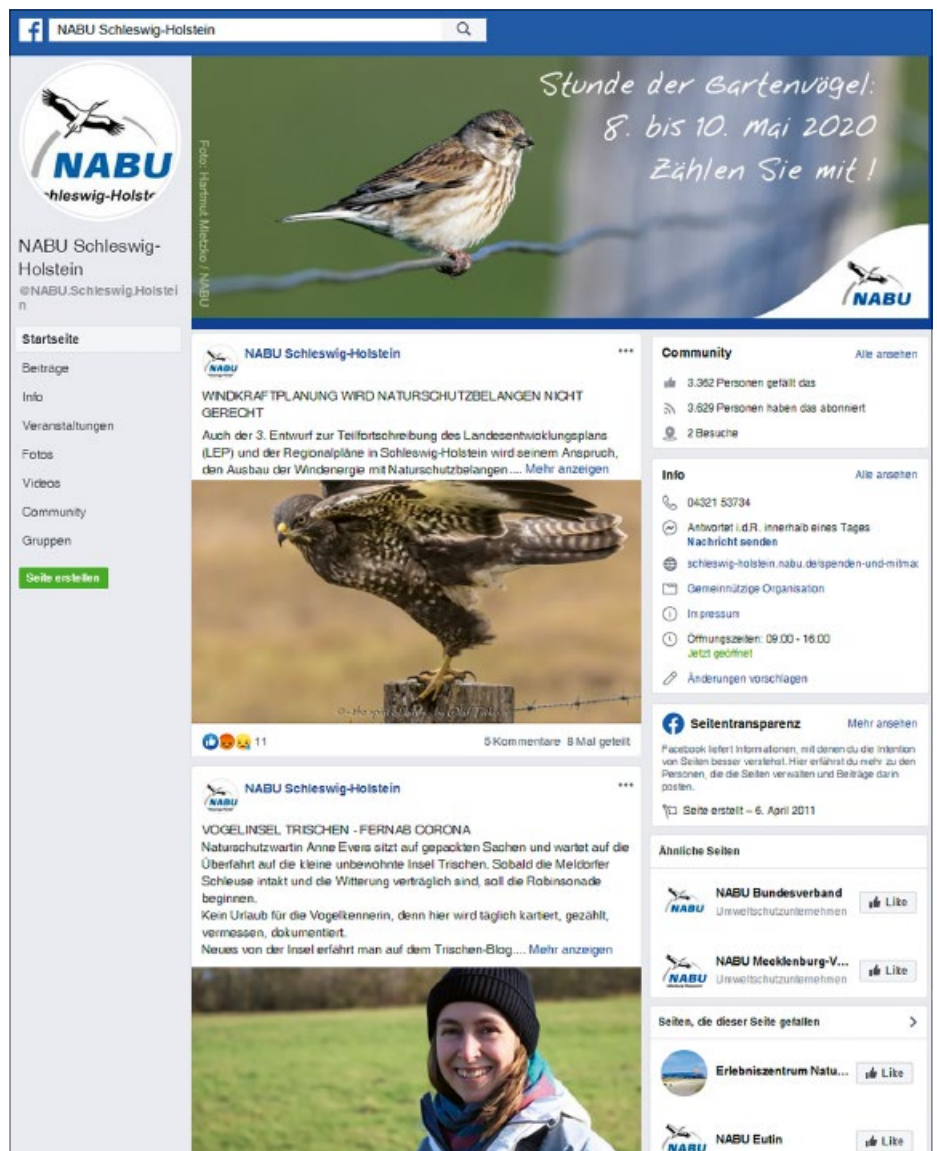 NABU Schleswig-Holstein
Stunde der Gartenvögel:
8. bis 10. Mai 2020
Zählen Sie mit !
Foto: Hartmut Mietzko / NABU
NABU
NABU
NABU Schleswig-
Holstein
@NABU.Schleswig.Holstei
n
Startseite
Beiträge
Info
Veranstaltungen
Fotos
Videos
Community
Gruppen
Seite erstellen
NABU
NABU Schleswig-Holstein
WINDKRAFTPLANUNG WIRD NATURSCHUTZBELANGEN NICHT
GERECHT
Auch der 3. Entwurf zur Teilfortschreibung des Landesentwicklungsplans
(LEP) und der Regionalpläne in Schleswig-Holstein wird seinem Anspruch,
den Ausbau der Windenergie mit Naturschutzbelangen.... Mehr anzeigen
11
5 Kommentare 8 Mal geteilt
NABU
NABU Schleswig-Holstein
VOGELINSEL TRISCHEN - FERNAB CORONA
Naturschutzwartin Anne Evers sitzt auf gepackten Sachen und wartet auf die
Überfahrt auf die kleine unbewohnte Insel Trischen. Sobald die Meldorfer
Schleuse intakt und die Witterung verträglich sind, soll die Robinsonade
beginnen.
Kein Urlaub für die Vogelkennerin, denn hier wird täglich kartiert, gezählt,
vermessen, dokumentiert.
Neues von der Insel erfährt man auf dem Trischen-Blog.... Mehr anzeigen
Community
Alle ansehen
3.362 Personen gefällt das
3.629 Personen haben das abonniert
2 Besuche
Info
Alle ansehen
04321 53734
Antwortet i.d.R. innerhalb eines Tages
Nachricht senden
schleswig-holstein.nabu.de/spenden-und-mitmac
Gemeinnützige Organisation
Impressum
Öffnungszeiten: 09:00 - 16:00
Jetzt geöffnet
Änderungen vorschlagen
Seitentransparenz
Mehr ansehen
Facebook liefert Informationen, mit denen du die Intention
von Seiten besser verstehst. Hier erfährst du mehr zu den
Personen, die die Seiten verwalten und Beiträge darin
posten.
Seite erstellt – 6. April 2011
Ähnliche Seiten
NABU
NABU Bundesverband
Umweltschutzunternehmen
Like
NABU
NABU Mecklenburg-V...
Umweltschutzunternehmen
Like
Seiten, die dieser Seite gefallen
Erlebniszentrum Natu...
Like
NABU
NABU Eutin
Like